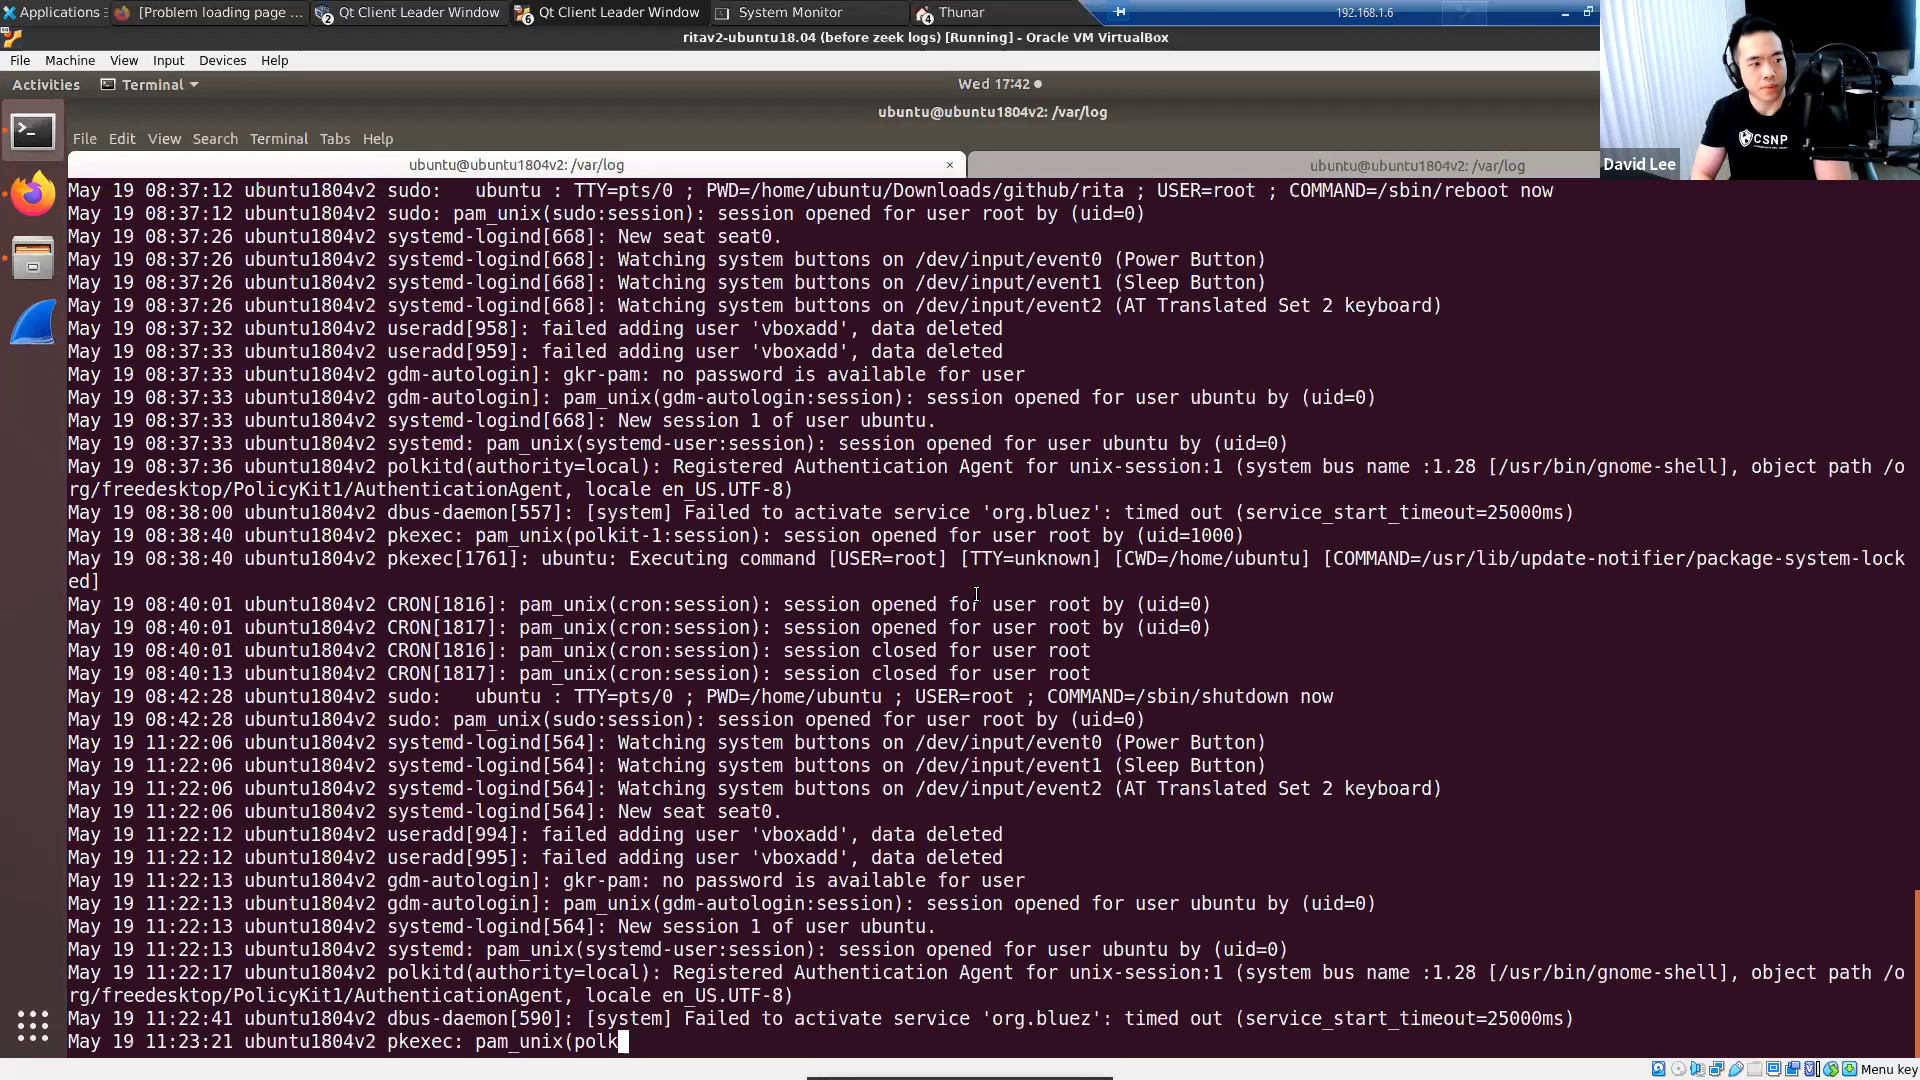 Applications
[Problem loading page ...
Qt Client Leader Window
Qt Client Leader Window
System Monitor
Thunar
192.168.1.6
ritav2-ubuntu18.04 (before zeek logs) [Running] - Oracle VM VirtualBox
File Machine View Input Devices Help
Activities
Terminal
Wed 17:42
ubuntu@ubuntu1804v2: /var/log
File Edit View Search Terminal Tabs Help
ubuntu@ubuntu1804v2: /var/log
ubuntu@ubuntu1804v2: /var/log
CSNP
David Lee
May 19 08:37:12 ubuntu1804v2 sudo:   ubuntu : TTY=pts/0 ; PWD=/home/ubuntu/Downloads/github/rita ; USER=root ; COMMAND=/sbin/reboot now
May 19 08:37:12 ubuntu1804v2 sudo: pam_unix(sudo:session): session opened for user root by (uid=0)
May 19 08:37:26 ubuntu1804v2 systemd-logind[668]: New seat seat0.
May 19 08:37:26 ubuntu1804v2 systemd-logind[668]: Watching system buttons on /dev/input/event0 (Power Button)
May 19 08:37:26 ubuntu1804v2 systemd-logind[668]: Watching system buttons on /dev/input/event1 (Sleep Button)
May 19 08:37:26 ubuntu1804v2 systemd-logind[668]: Watching system buttons on /dev/input/event2 (AT Translated Set 2 keyboard)
May 19 08:37:32 ubuntu1804v2 useradd[958]: failed adding user 'vboxadd', data deleted
May 19 08:37:33 ubuntu1804v2 useradd[959]: failed adding user 'vboxadd', data deleted
May 19 08:37:33 ubuntu1804v2 gdm-autologin]: gkr-pam: no password is available for user
May 19 08:37:33 ubuntu1804v2 gdm-autologin]: pam_unix(gdm-autologin:session): session opened for user ubuntu by (uid=0)
May 19 08:37:33 ubuntu1804v2 systemd-logind[668]: New session 1 of user ubuntu.
May 19 08:37:33 ubuntu1804v2 systemd: pam_unix(systemd-user:session): session opened for user ubuntu by (uid=0)
May 19 08:37:36 ubuntu1804v2 polkitd(authority=local): Registered Authentication Agent for unix-session:1 (system bus name :1.28 [/usr/bin/gnome-shell], object path /o
rg/freedesktop/PolicyKit1/AuthenticationAgent, locale en_US.UTF-8)
May 19 08:38:00 ubuntu1804v2 dbus-daemon[557]: [system] Failed to activate service 'org.bluez': timed out (service_start_timeout=25000ms)
May 19 08:38:40 ubuntu1804v2 pkexec: pam_unix(polkit-1:session): session opened for user root by (uid=1000)
May 19 08:38:40 ubuntu1804v2 pkexec[1761]: ubuntu: Executing command [USER=root] [TTY=unknown] [CWD=/home/ubuntu] [COMMAND=/usr/lib/update-notifier/package-system-lock
ed]
May 19 08:40:01 ubuntu1804v2 CRON[1816]: pam_unix(cron:session): session opened for user root by (uid=0)
May 19 08:40:01 ubuntu1804v2 CRON[1817]: pam_unix(cron:session): session opened for user root by (uid=0)
May 19 08:40:01 ubuntu1804v2 CRON[1816]: pam_unix(cron:session): session closed for user root
May 19 08:40:13 ubuntu1804v2 CRON[1817]: pam_unix(cron:session): session closed for user root
May 19 08:42:28 ubuntu1804v2 sudo:   ubuntu : TTY=pts/0 ; PWD=/home/ubuntu ; USER=root ; COMMAND=/sbin/shutdown now
May 19 08:42:28 ubuntu1804v2 sudo: pam_unix(sudo:session): session opened for user root by (uid=0)
May 19 11:22:06 ubuntu1804v2 systemd-logind[564]: Watching system buttons on /dev/input/event0 (Power Button)
May 19 11:22:06 ubuntu1804v2 systemd-logind[564]: Watching system buttons on /dev/input/event1 (Sleep Button)
May 19 11:22:06 ubuntu1804v2 systemd-logind[564]: Watching system buttons on /dev/input/event2 (AT Translated Set 2 keyboard)
May 19 11:22:06 ubuntu1804v2 systemd-logind[564]: New seat seat0.
May 19 11:22:12 ubuntu1804v2 useradd[994]: failed adding user 'vboxadd', data deleted
May 19 11:22:12 ubuntu1804v2 useradd[995]: failed adding user 'vboxadd', data deleted
May 19 11:22:13 ubuntu1804v2 gdm-autologin]: gkr-pam: no password is available for user
May 19 11:22:13 ubuntu1804v2 gdm-autologin]: pam_unix(gdm-autologin:session): session opened for user ubuntu by (uid=0)
May 19 11:22:13 ubuntu1804v2 systemd-logind[564]: New session 1 of user ubuntu.
May 19 11:22:13 ubuntu1804v2 systemd: pam_unix(systemd-user:session): session opened for user ubuntu by (uid=0)
May 19 11:22:17 ubuntu1804v2 polkitd(authority=local): Registered Authentication Agent for unix-session:1 (system bus name :1.28 [/usr/bin/gnome-shell], object path /o
rg/freedesktop/PolicyKit1/AuthenticationAgent, locale en_US.UTF-8)
May 19 11:22:41 ubuntu1804v2 dbus-daemon[590]: [system] Failed to activate service 'org.bluez': timed out (service_start_timeout=25000ms)
May 19 11:23:21 ubuntu1804v2 pkexec: pam_unix(polk
Menu key